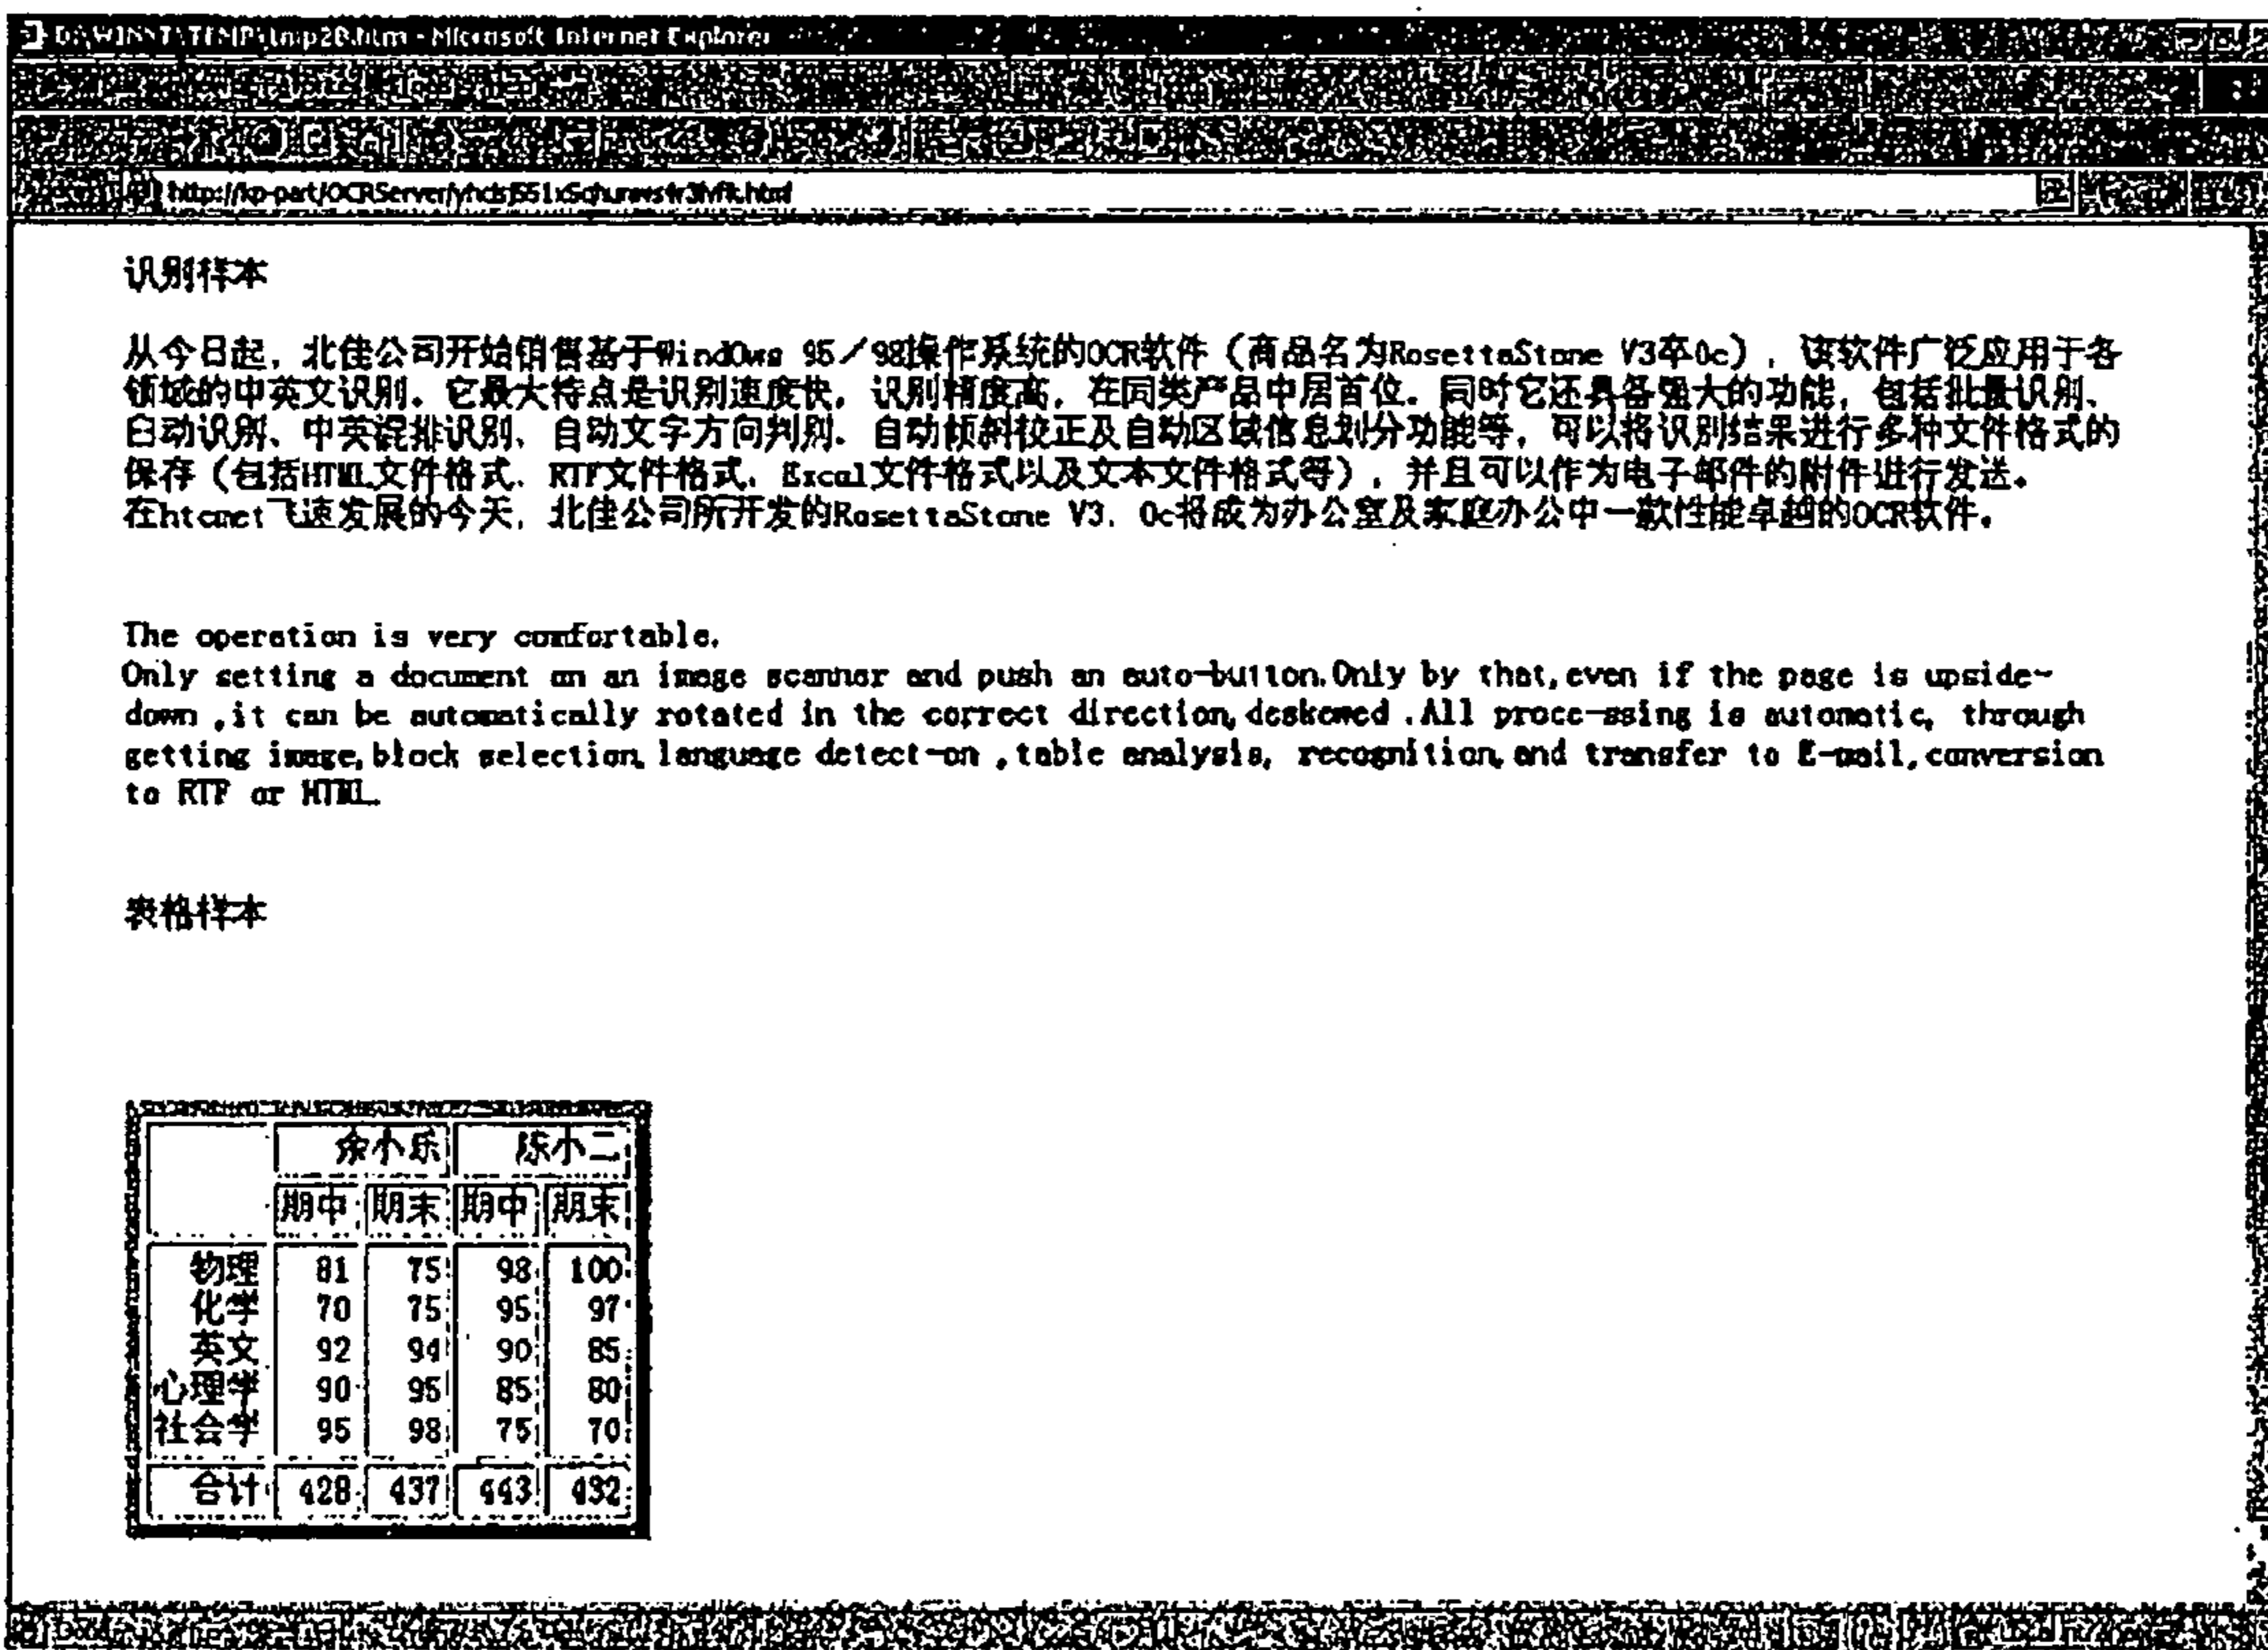 D:\WINNT\TEMP\tmp2B.htm - Microsoft Internet Explorer
识别样本
从今日起，北佳公司开始销售基于WindOws 95／98操作系统的OCR软件（商品名为RosettaStone V3卒0c），该软件广泛应用于各
领域的中英文识别。它最大特点是识别速度快，识别精度高，在同类产品中居首位．同时它还具备强大的功能，包括批量识别、
自动识别、中英混排识别、自动文字方向判别．自动倾斜校正及自动区域信息划分功能等，可以将识别结果进行多种文件格式的
保存（包括HTML文件格式．RTF文件格式．Excal文件格式以及文本文件格式等），并且可以作为电子邮件的附件进行发送。
在htcmet飞速发展的今天，北佳公司所开发的RosettaStone V3．0c将成为办公室及家庭办公中一款性能卓越的OCR软件。
The operation is very comfortable.
Only setting a document on an image scanner and push an auto-button.Only by that,even if the page is upside~
down ,it can be automatically rotated in the correct direction,deskewed .All proce-ssing is automatic, through
getting image,block selection,language detect-on ,table analysis, recognition,and transfer to E-mail,conversion
to RTF or HTML.
表格样本
余小乐 陈小二
期中 期末 期中 期末
物理 81 75 98 100
化学 70 75 95 97
英文 92 94 90 85
心理学 90 95 85 80
社会学 95 98 75 70
合计 428 437 443 432